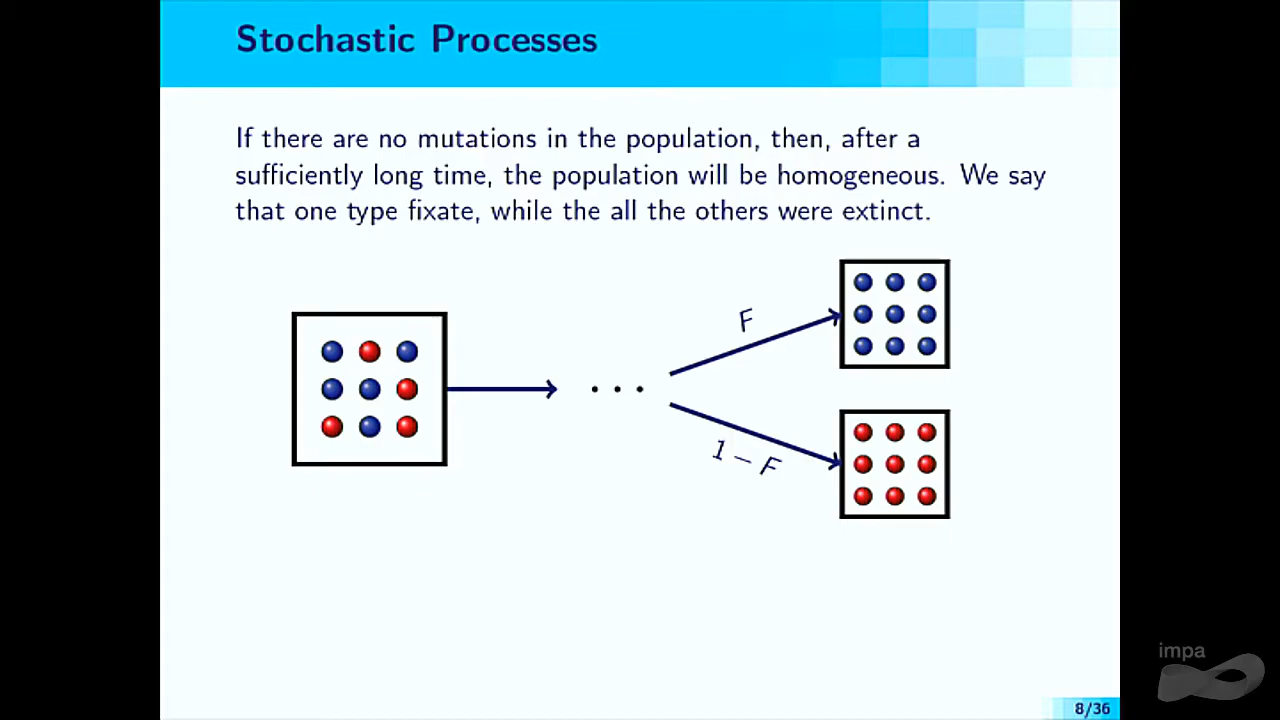 Stochastic Processes
If there are no mutations in the population, then, after a
sufficiently long time, the population will be homogeneous. We say
that one type fixate, while the all the others were extinct.
F
. . .
1 − F
impa
8/36